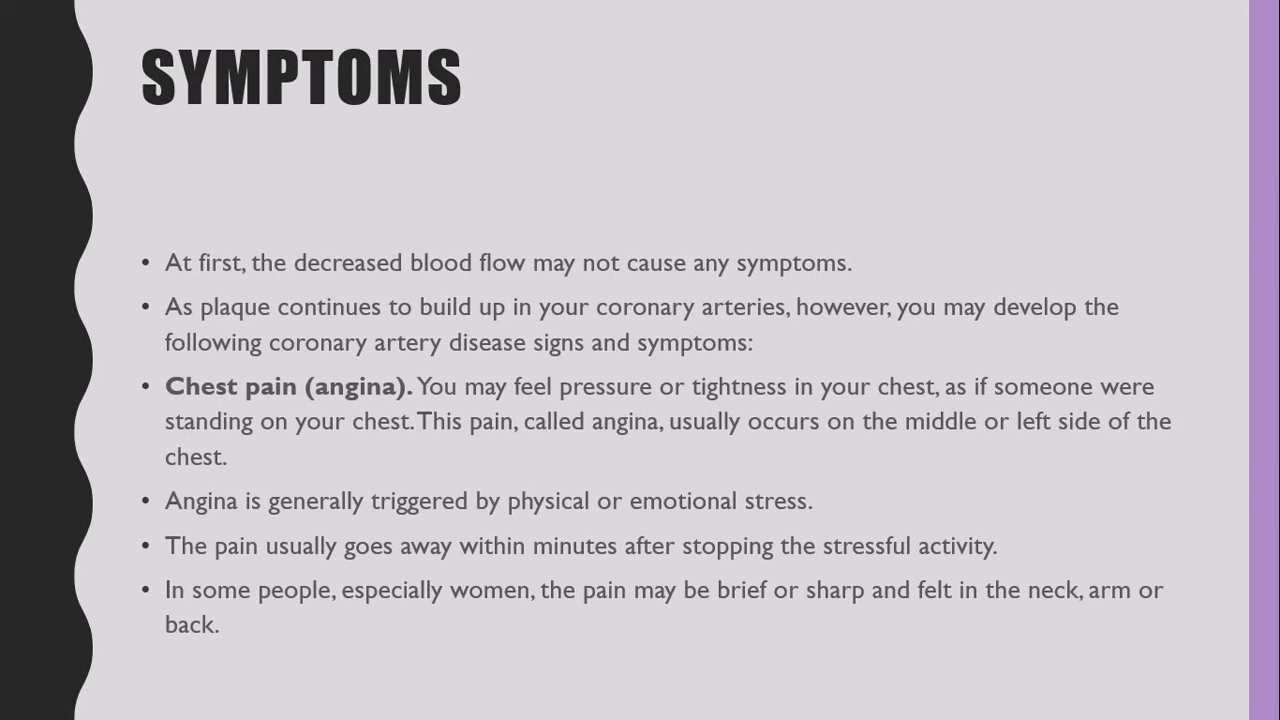 SYMPTOMS
• At first, the decreased blood flow may not cause any symptoms.
• As plaque continues to build up in your coronary arteries, however, you may develop the
following coronary artery disease signs and symptoms:
• Chest pain (angina). You may feel pressure or tightness in your chest, as if someone were
standing on your chest. This pain, called angina, usually occurs on the middle or left side of the
chest.
• Angina is generally triggered by physical or emotional stress.
• The pain usually goes away within minutes after stopping the stressful activity.
• In some people, especially women, the pain may be brief or sharp and felt in the neck, arm or
back.